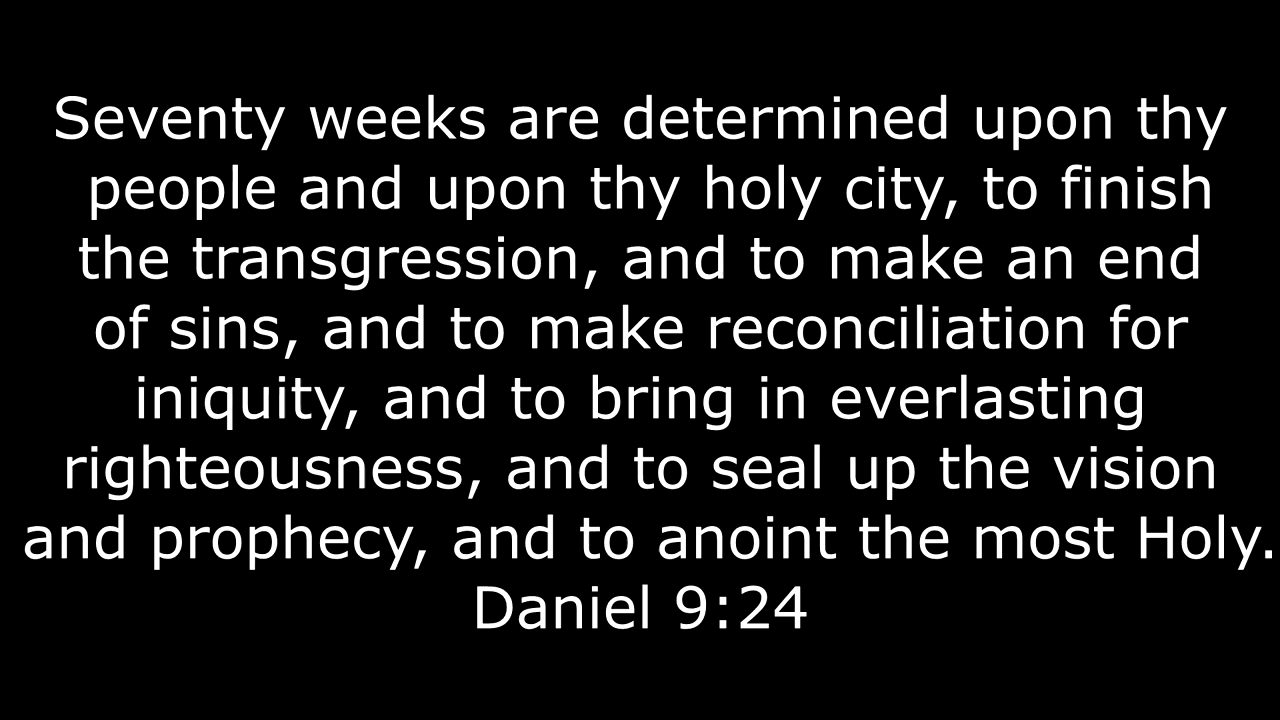 Seventy weeks are determined upon thy
people and upon thy holy city, to finish
the transgression, and to make an end
of sins, and to make reconciliation for
iniquity, and to bring in everlasting
righteousness, and to seal up the vision
and prophecy, and to anoint the most Holy.
Daniel 9:24